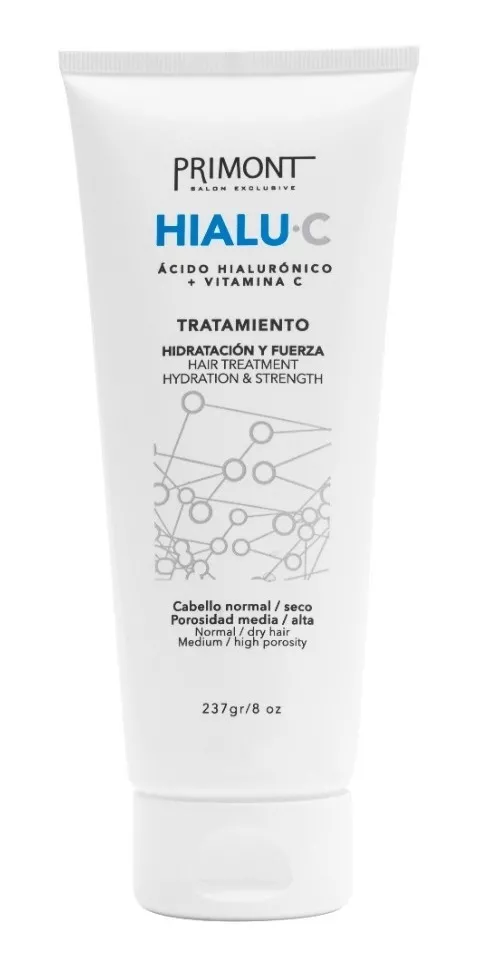 PRIMONT
SALON EXCLUSIVE
HIALU·C
ÁCIDO HIALURÓNICO
+ VITAMINA C
TRATAMIENTO
HIDRATACIÓN Y FUERZA
HAIR TREATMENT
HYDRATION & STRENGTH
Cabello normal / seco
Porosidad media / alta
Normal / dry hair
Medium / high porosity
237gr/8 oz